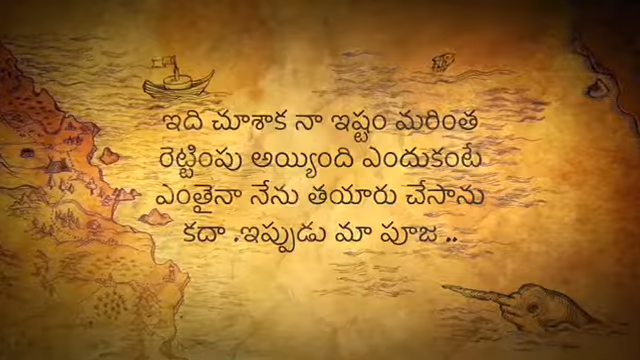 ఇది చూశాక నా ఇష్టం మరింత
రెట్టింపు అయ్యింది ఎందుకంటే
ఎంతైనా నేను తయారు చేసాను
కదా .ఇప్పుడు మా పూజ ..